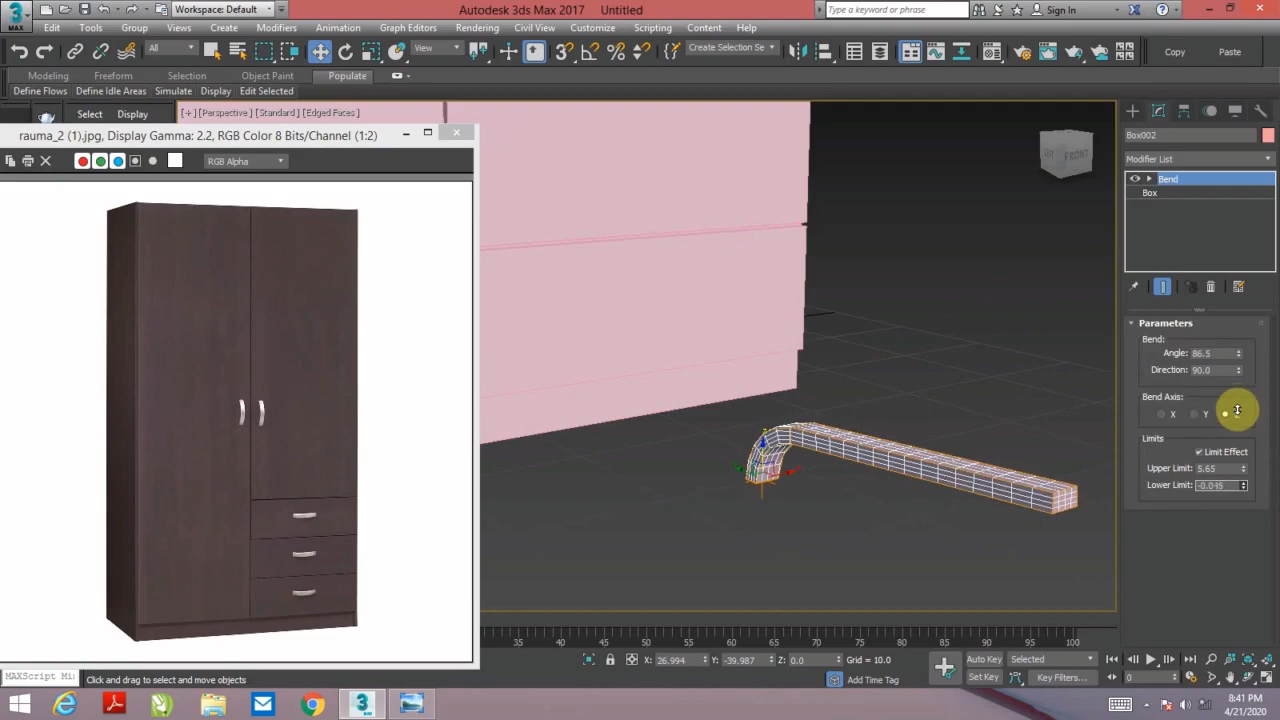 MAX
Workspace: Default
Autodesk 3ds Max 2017 Untitled
Type a keyword or phrase
Sign In
Edit Tools Group Views Create Modifiers Animation Graph Editors Rendering Civil View Customize Scripting Content Help
All
View
Create Selection Se
Copy Paste
Modeling Freeform Selection Object Paint Populate
Define Flows Define Idle Areas Simulate Display Edit Selected
Select Display
[+] [Perspective] [Standard] [Edged Faces]
rauma_2 (1).jpg, Display Gamma: 2.2, RGB Color 8 Bits/Channel (1:2)
RGB Alpha
FRONT
Box002
Modifier List
Bend
Box
Parameters
Bend:
Angle: 86.5
Direction: 90.0
Bend Axis:
X Y
Limits
Limit Effect
Upper Limit: 5.65
Lower Limit: -0.045
35 40 45 50 55 60 65 70 75 80 85 90 95 100
X: 26.994 Y: -39.987 Z: 0.0 Grid = 10.0
Auto Key Selected
Set Key Key Filters...
0
MAXScript Mi
Click and drag to select and move objects
Add Time Tag
8:41 PM
4/21/2020